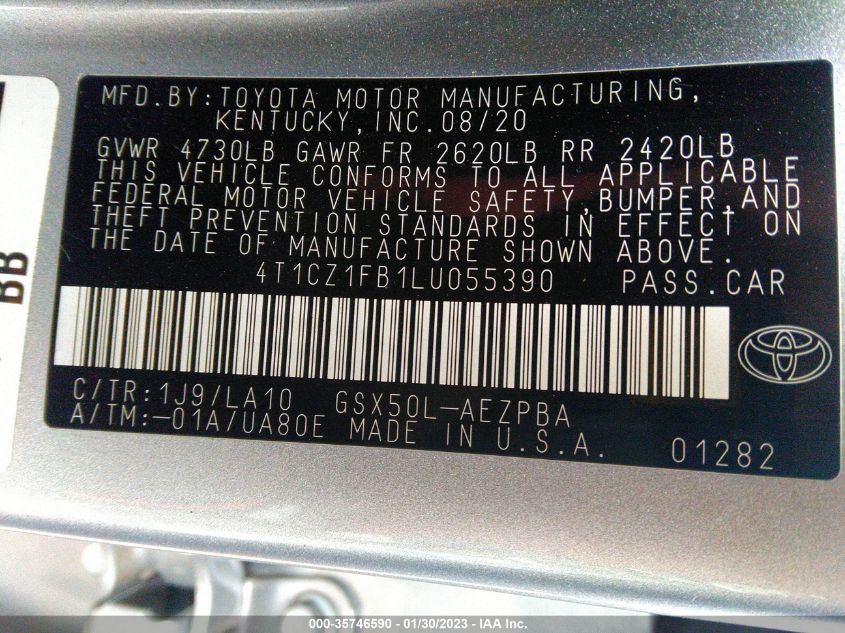 MFD.BY:TOYOTA MOTOR MANUFACTURING,
KENTUCKY,INC.08/20
GVWR 4730LB GAWR FR 2620LB RR 2420LB
THIS VEHICLE CONFORMS TO ALL APPLICABLE
FEDERAL MOTOR VEHICLE SAFETY,BUMPER,AND
THEFT PREVENTION STANDARDS IN EFFECT ON
THE DATE OF MANUFACTURE SHOWN ABOVE.
4T1CZ1FB1LU055390 PASS.CAR
C/TR:1J9/LA10 GSX50L-AEZPBA
A/TM:-01A/UA80E MADE IN U.S.A. 01282
BB
000-35746590 - 01/30/2023 - IAA Inc.